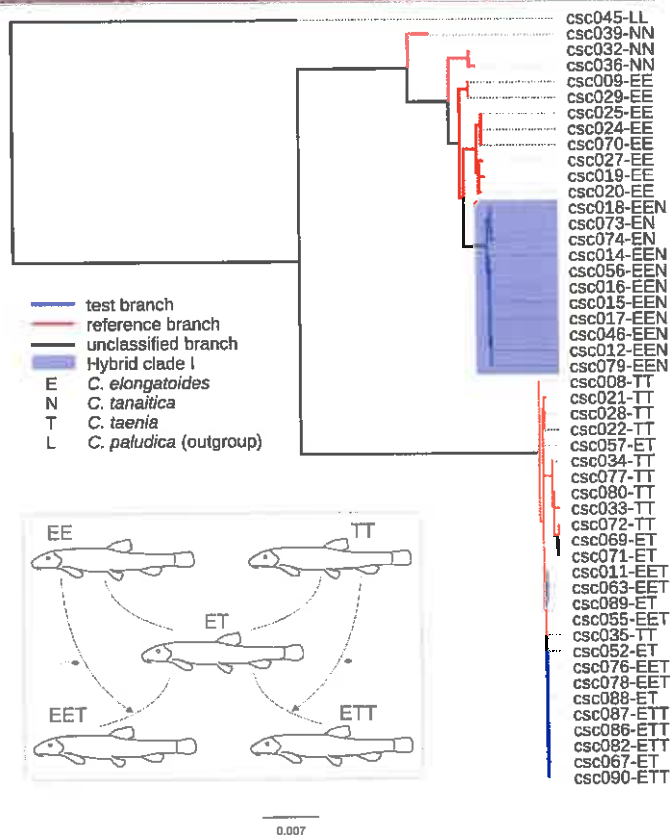 csc045-LL
csc039-NN
csc032-NN
csc036-NN
csc009-EE
csc029-EE
csc025-EE
csc024-EE
csc070-EE
csc027-EE
csc019-EE
csc020-EE
csc018-EEN
csc073-EN
csc074-EN
csc014-EEN
csc056-EEN
csc016-EEN
csc015-EEN
csc017-EEN
csc046-EEN
csc012-EEN
csc079-EEN
csc008-TT
csc021-TT
csc028-TT
csc022-TT
csc057-ET
csc034-TT
csc077-TT
csc080-TT
csc033-TT
csc072-TT
csc069-ET
csc071-ET
csc011-EET
csc063-EET
csc089-ET
csc055-EET
csc035-TT
csc052-ET
csc076-EET
csc078-EET
csc088-ET
csc087-ETT
csc086-ETT
csc082-ETT
csc067-ET
csc090-ETT
test branch
reference branch
unclassified branch
Hybrid clade I
E C. elongatoides
N C. tanaitica
T C. taenia
L C. paludica (outgroup)
EE
TT
ET
EET
ETT
0.007